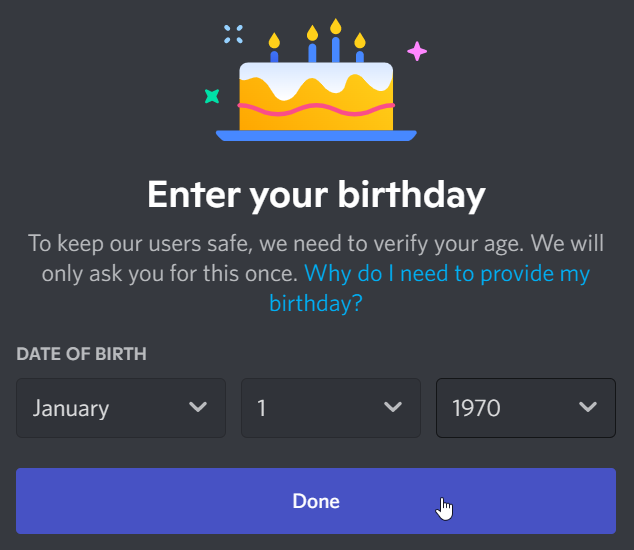 Enter your birthday
To keep our users safe, we need to verify your age. We will
only ask you for this once. Why do I need to provide my
birthday?
DATE OF BIRTH
January 1 1970
Done